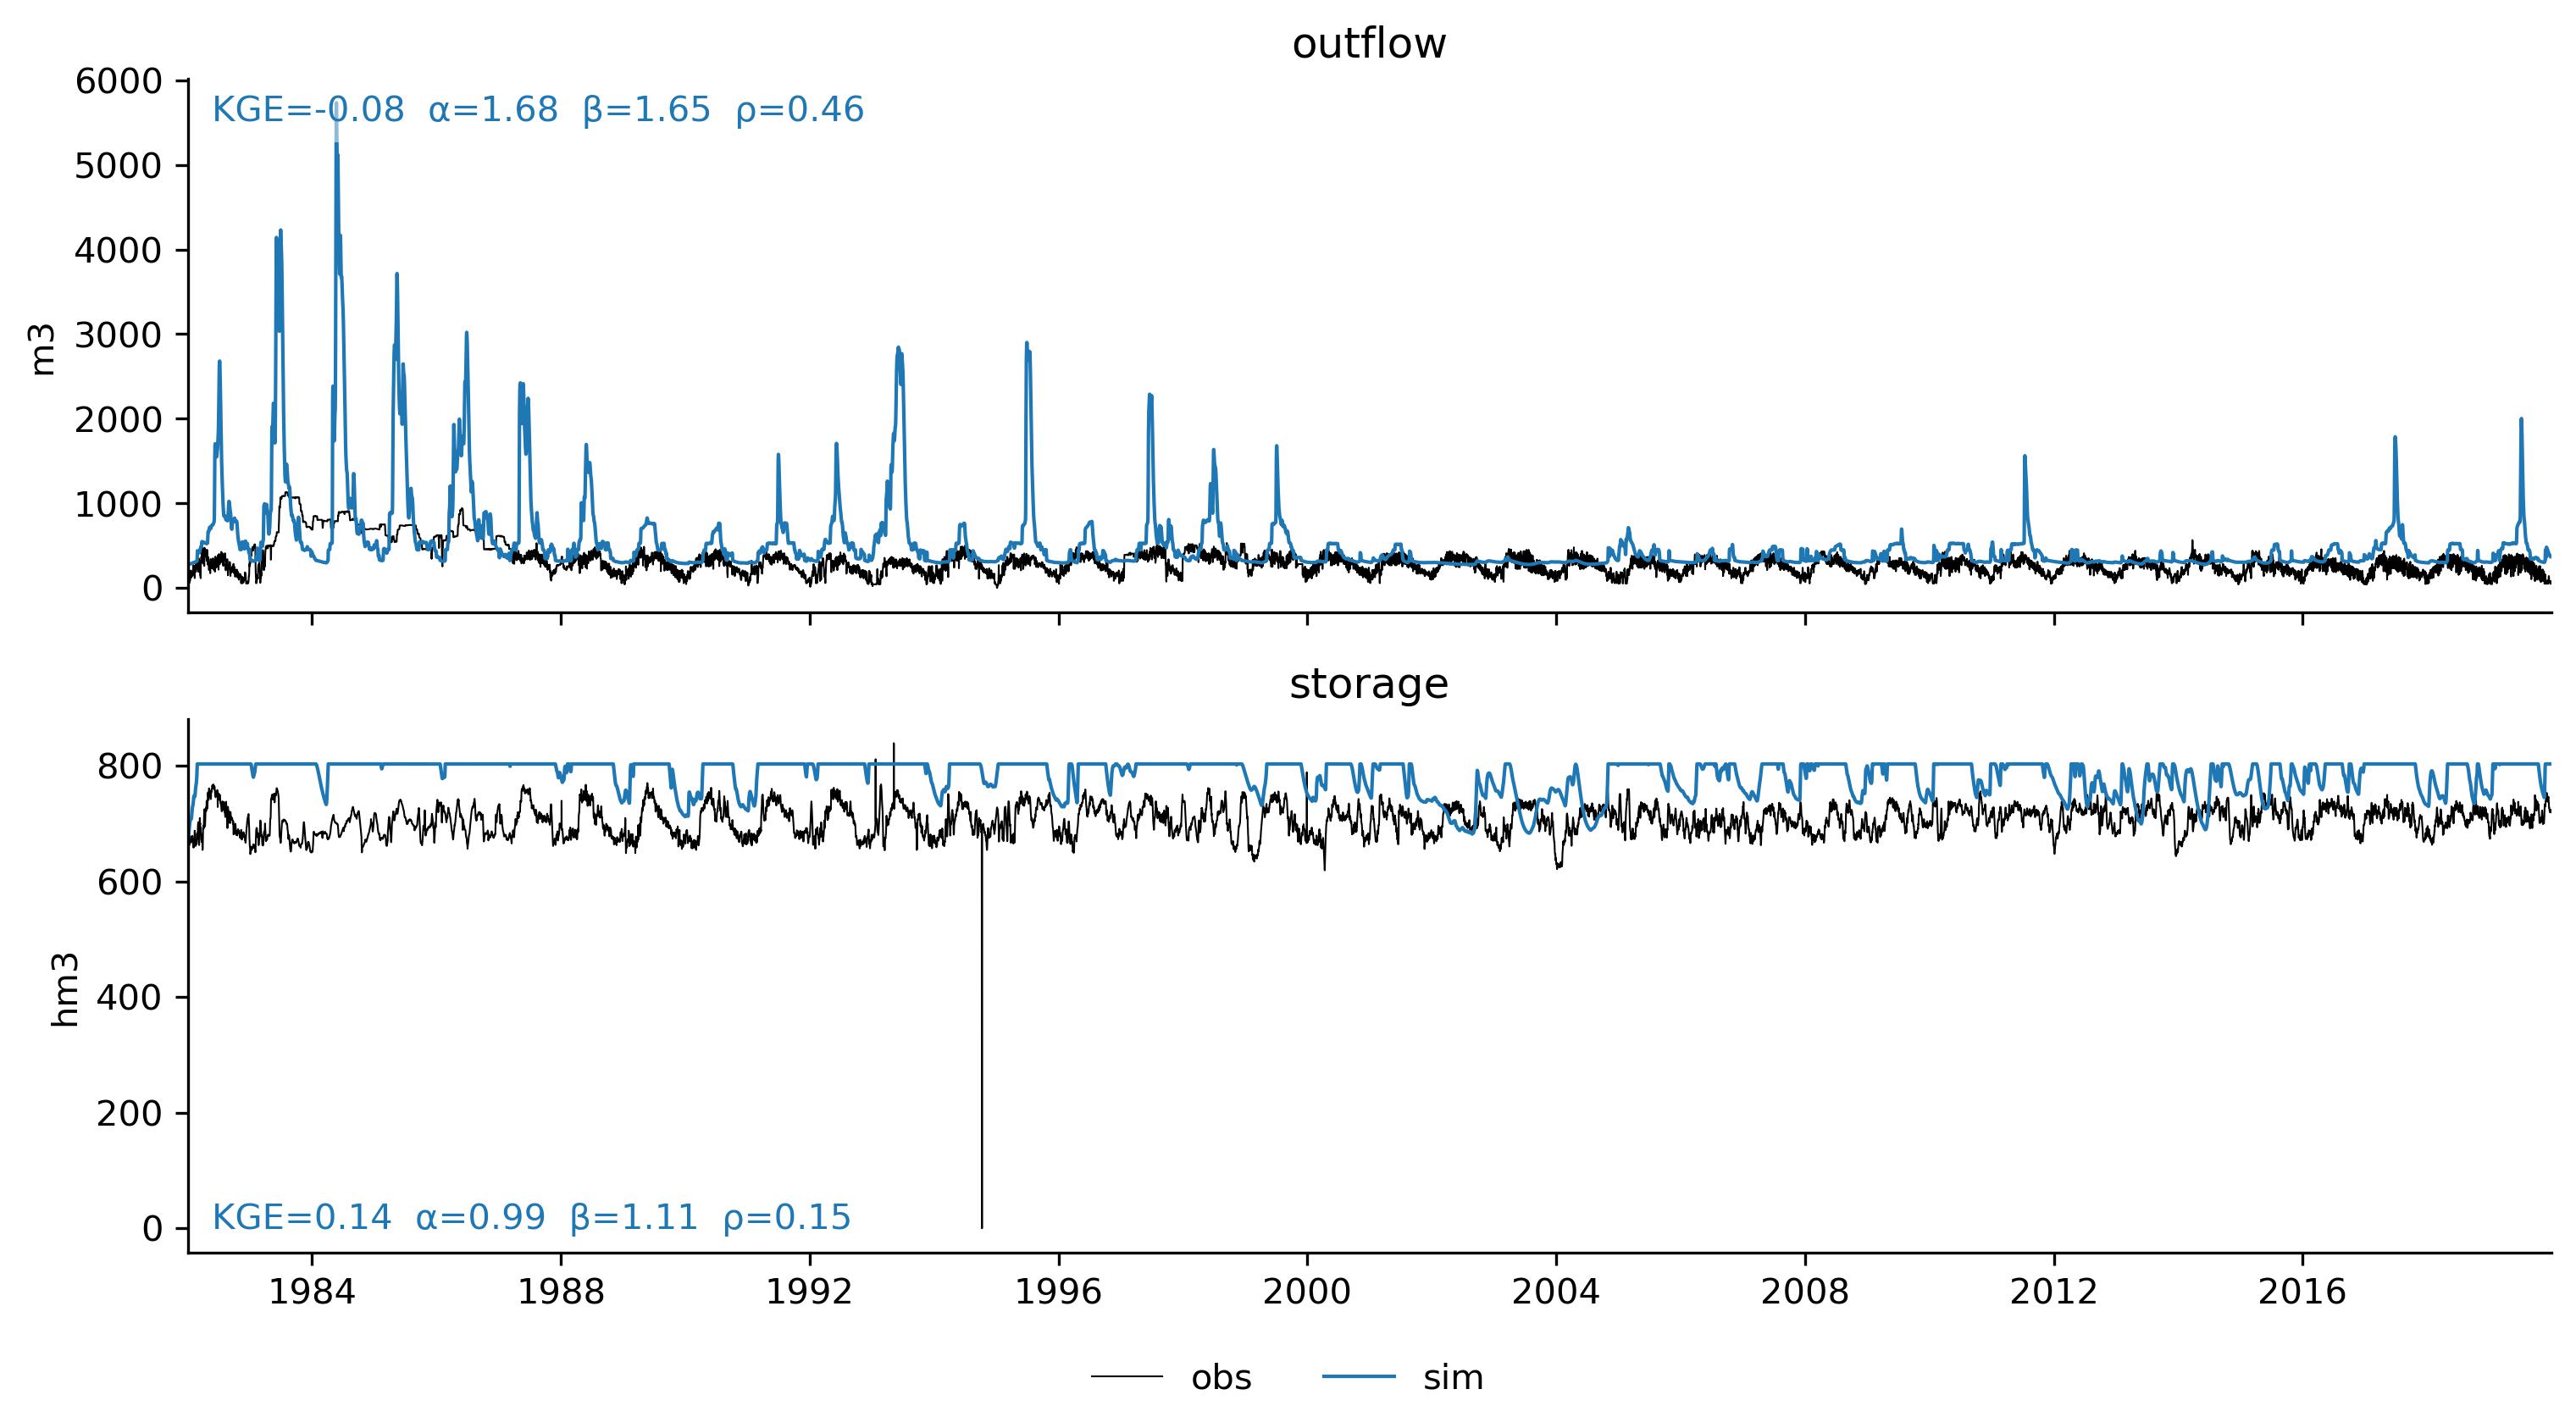 outflow
6000
KGE=-0.08 α=1.68 β=1.65 ρ=0.46
5000
4000
m3
3000
2000
1000
0
storage
800
600
hm3
400
200
KGE=0.14 α=0.99 β=1.11 ρ=0.15
0
1984 1988 1992 1996 2000 2004 2008 2012 2016
obs sim